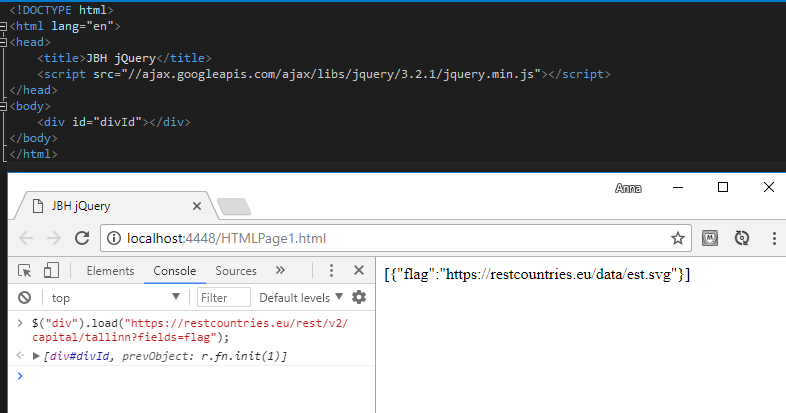 <!DOCTYPE html>
<html lang="en">
<head>
<title>JBH jQuery</title>
<script src="//ajax.googleapis.com/ajax/libs/jquery/3.2.1/jquery.min.js"></script>
</head>
<body>
<div id="divId"></div>
</body>
</html>
Anna
JBH jQuery
localhost:4448/HTMLPage1.html
Elements Console Sources
top Filter Default levels
$("div").load("https://restcountries.eu/rest/v2/
capital/tallinn?fields=flag");
[div#divId, prevObject: r.fn.init(1)]
[{"flag":"https://restcountries.eu/data/est.svg"}]